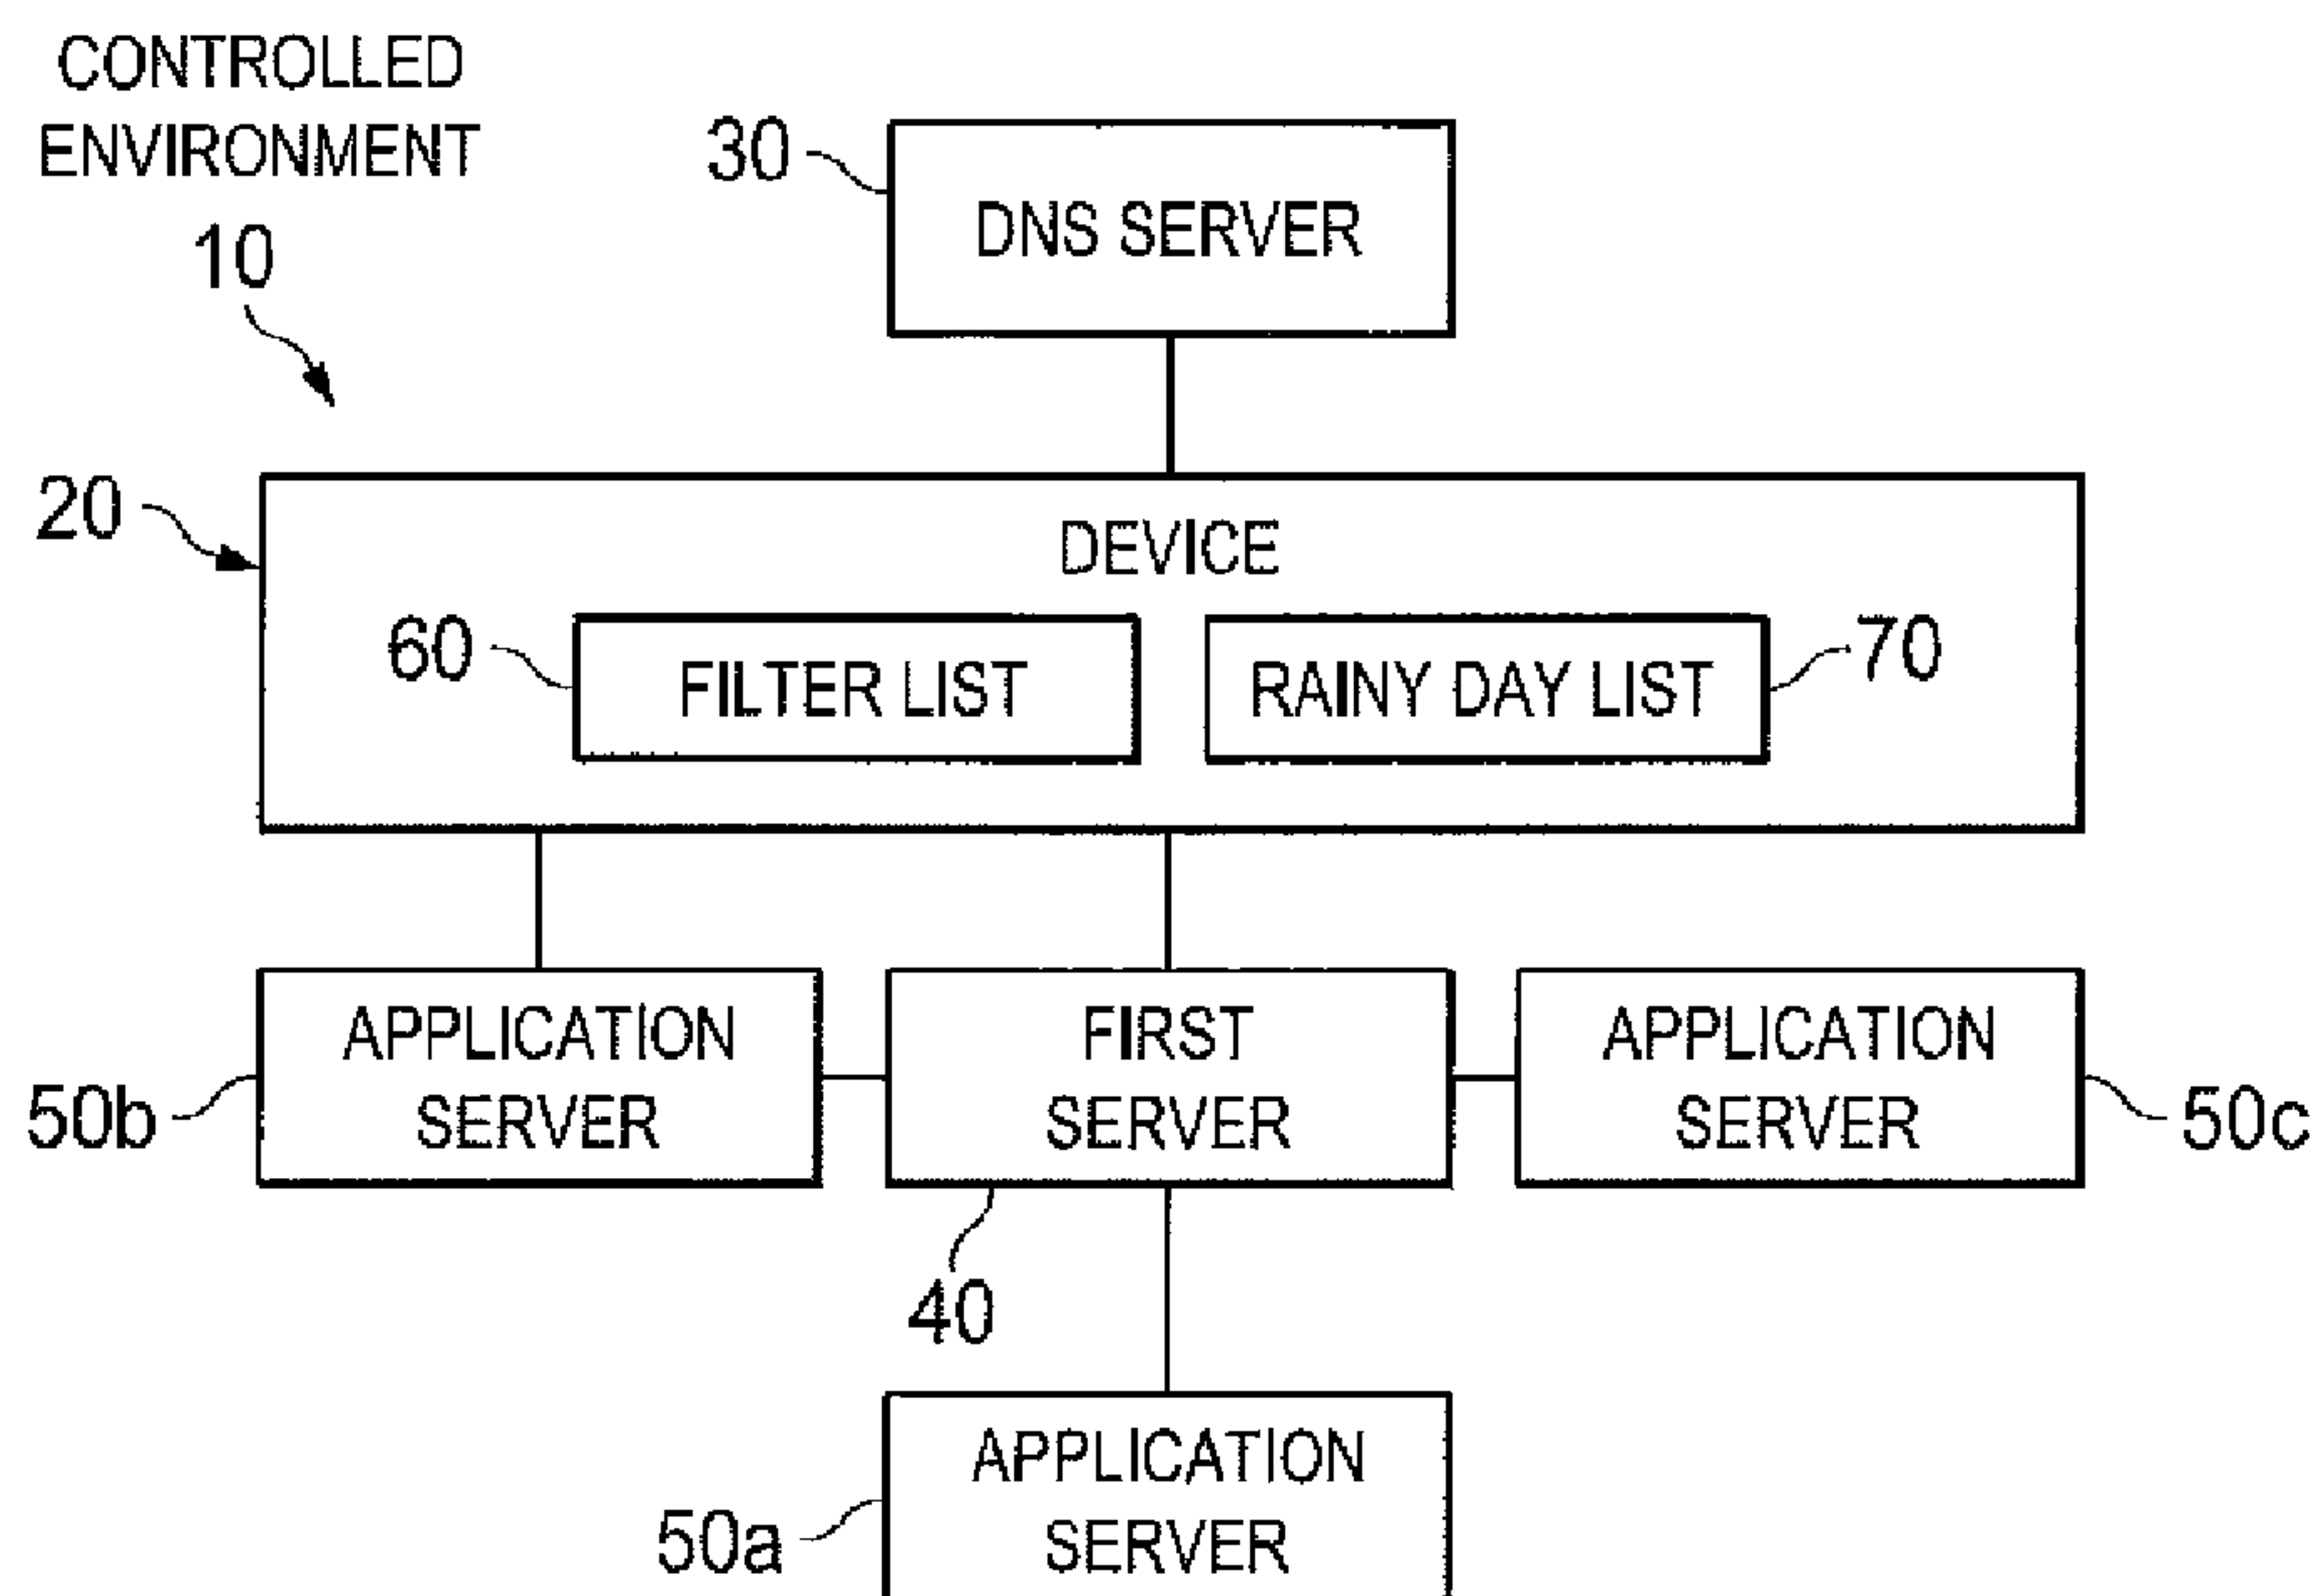 CONTROLLED
ENVIRONMENT
10
30
DNS SERVER
20
DEVICE
60
FILTER LIST
RAINY DAY LIST
70
APPLICATION
SERVER
50b
FIRST
SERVER
40
APPLICATION
SERVER
50c
APPLICATION
SERVER
50a